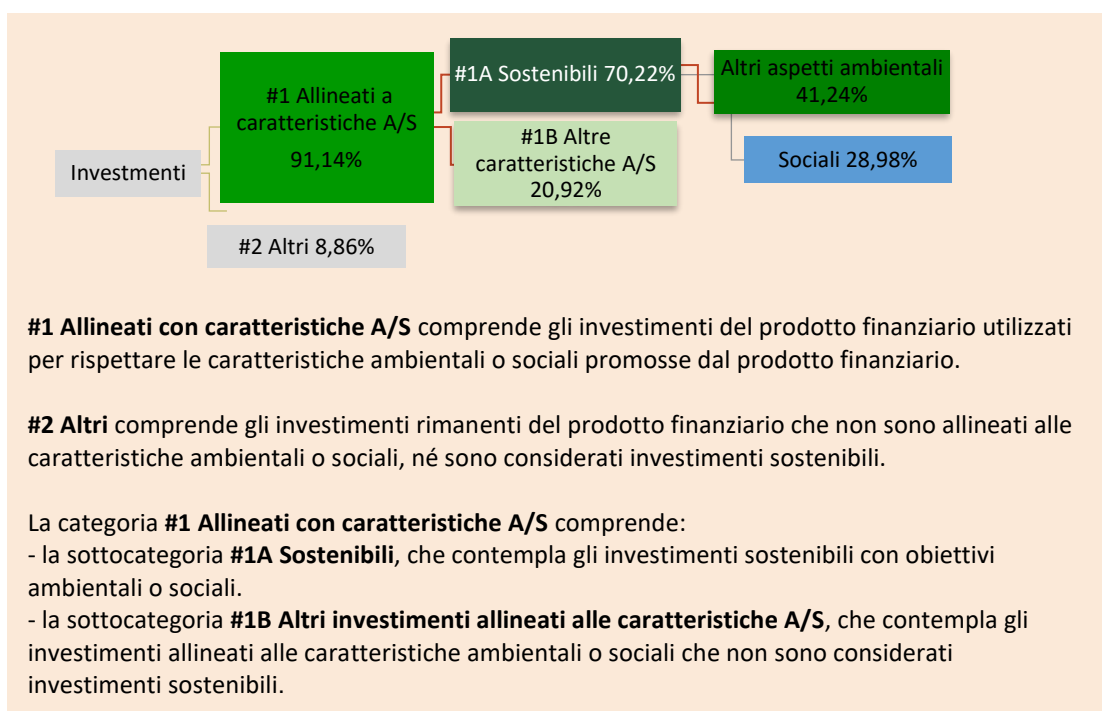 Investmenti
#1 Allineati a
caratteristiche A/S
91,14%
#1A Sostenibili 70,22%
Altri aspetti ambientali
41,24%
#1B Altre
caratteristiche A/S
20,92%
Sociali 28,98%
#2 Altri 8,86%
#1 Allineati con caratteristiche A/S comprende gli investimenti del prodotto finanziario utilizzati
per rispettare le caratteristiche ambientali o sociali promosse dal prodotto finanziario.
#2 Altri comprende gli investimenti rimanenti del prodotto finanziario che non sono allineati alle
caratteristiche ambientali o sociali, né sono considerati investimenti sostenibili.
La categoria #1 Allineati con caratteristiche A/S comprende:
- la sottocategoria #1A Sostenibili, che contempla gli investimenti sostenibili con obiettivi
ambientali o sociali.
- la sottocategoria #1B Altri investimenti allineati alle caratteristiche A/S, che contempla gli
investimenti allineati alle caratteristiche ambientali o sociali che non sono considerati
investimenti sostenibili.